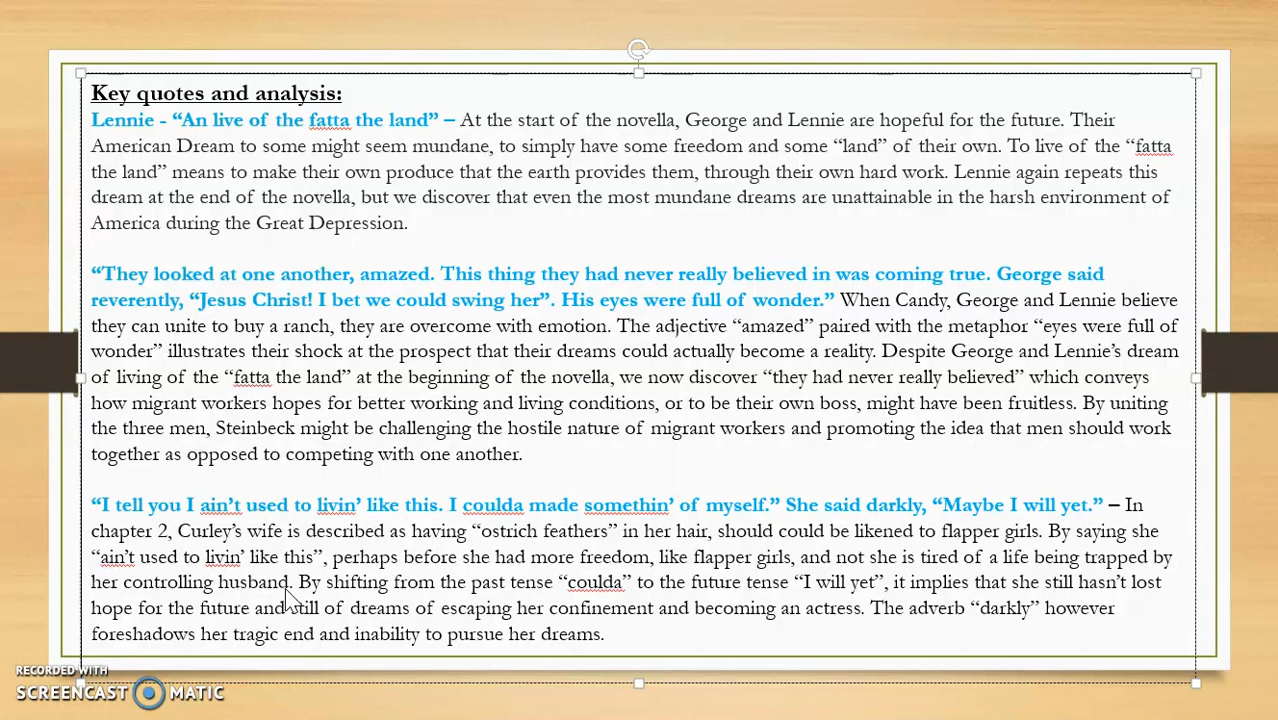 Key quotes and analysis:
Lennie - “An live of the fatta the land” – At the start of the novella, George and Lennie are hopeful for the future. Their
American Dream to some might seem mundane, to simply have some freedom and some “land” of their own. To live of the “fatta
the land” means to make their own produce that the earth provides them, through their own hard work. Lennie again repeats this
dream at the end of the novella, but we discover that even the most mundane dreams are unattainable in the harsh environment of
America during the Great Depression.
“They looked at one another, amazed. This thing they had never really believed in was coming true. George said
reverently, “Jesus Christ! I bet we could swing her”. His eyes were full of wonder.” When Candy, George and Lennie believe
they can unite to buy a ranch, they are overcome with emotion. The adjective “amazed” paired with the metaphor “eyes were full of
wonder” illustrates their shock at the prospect that their dreams could actually become a reality. Despite George and Lennie’s dream
of living of the “fatta the land” at the beginning of the novella, we now discover “they had never really believed” which conveys
how migrant workers hopes for better working and living conditions, or to be their own boss, might have been fruitless. By uniting
the three men, Steinbeck might be challenging the hostile nature of migrant workers and promoting the idea that men should work
together as opposed to competing with one another.
“I tell you I ain’t used to livin’ like this. I coulda made somethin’ of myself.” She said darkly, “Maybe I will yet.” – In
chapter 2, Curley’s wife is described as having “ostrich feathers” in her hair, should could be likened to flapper girls. By saying she
“ain’t used to livin’ like this”, perhaps before she had more freedom, like flapper girls, and not she is tired of a life being trapped by
her controlling husband. By shifting from the past tense “coulda” to the future tense “I will yet”, it implies that she still hasn’t lost
hope for the future and still of dreams of escaping her confinement and becoming an actress. The adverb “darkly” however
foreshadows her tragic end and inability to pursue her dreams.
RECORDED WITH
SCREENCAST MATIC